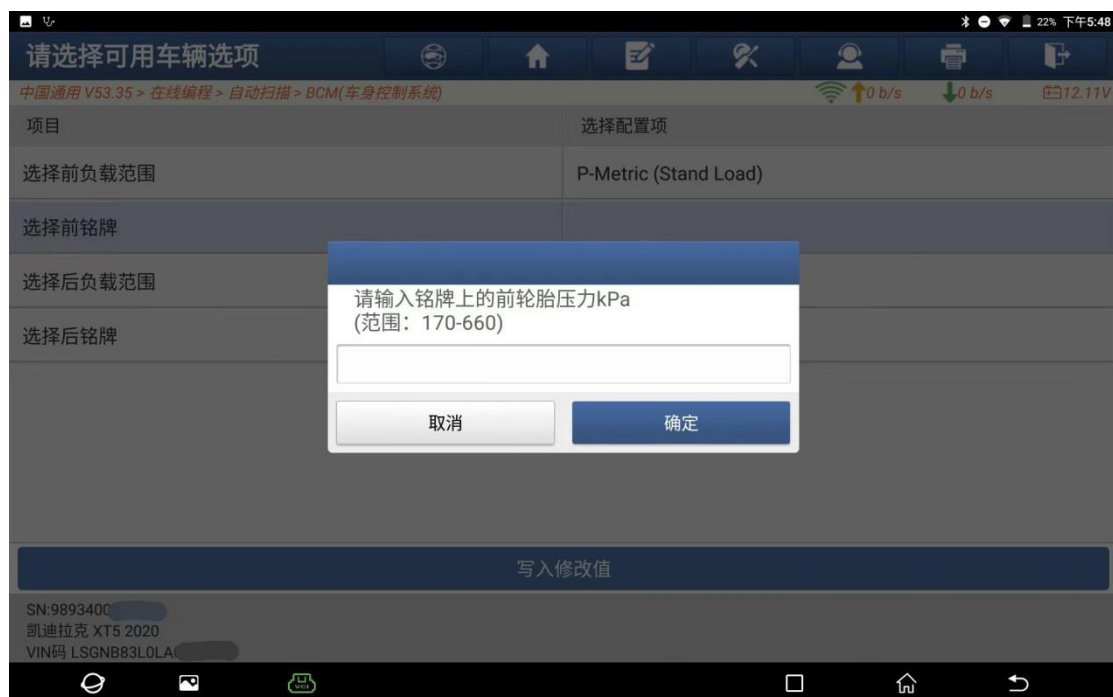 22% 下午5:48
请选择可用车辆选项
中国通用 V53.35 > 在线编程 > 自动扫描 > BCM(车身控制系统)
0 b/s
0 b/s
12.11V
项目
选择配置项
选择前负载范围
P-Metric (Stand Load)
选择前铭牌
选择后负载范围
选择后铭牌
请输入铭牌上的前轮胎压力kPa
(范围：170-660)
取消
确定
写入修改值
SN:9893400
凯迪拉克 XT5 2020
VIN码 LSGNB83L0LA
VCI